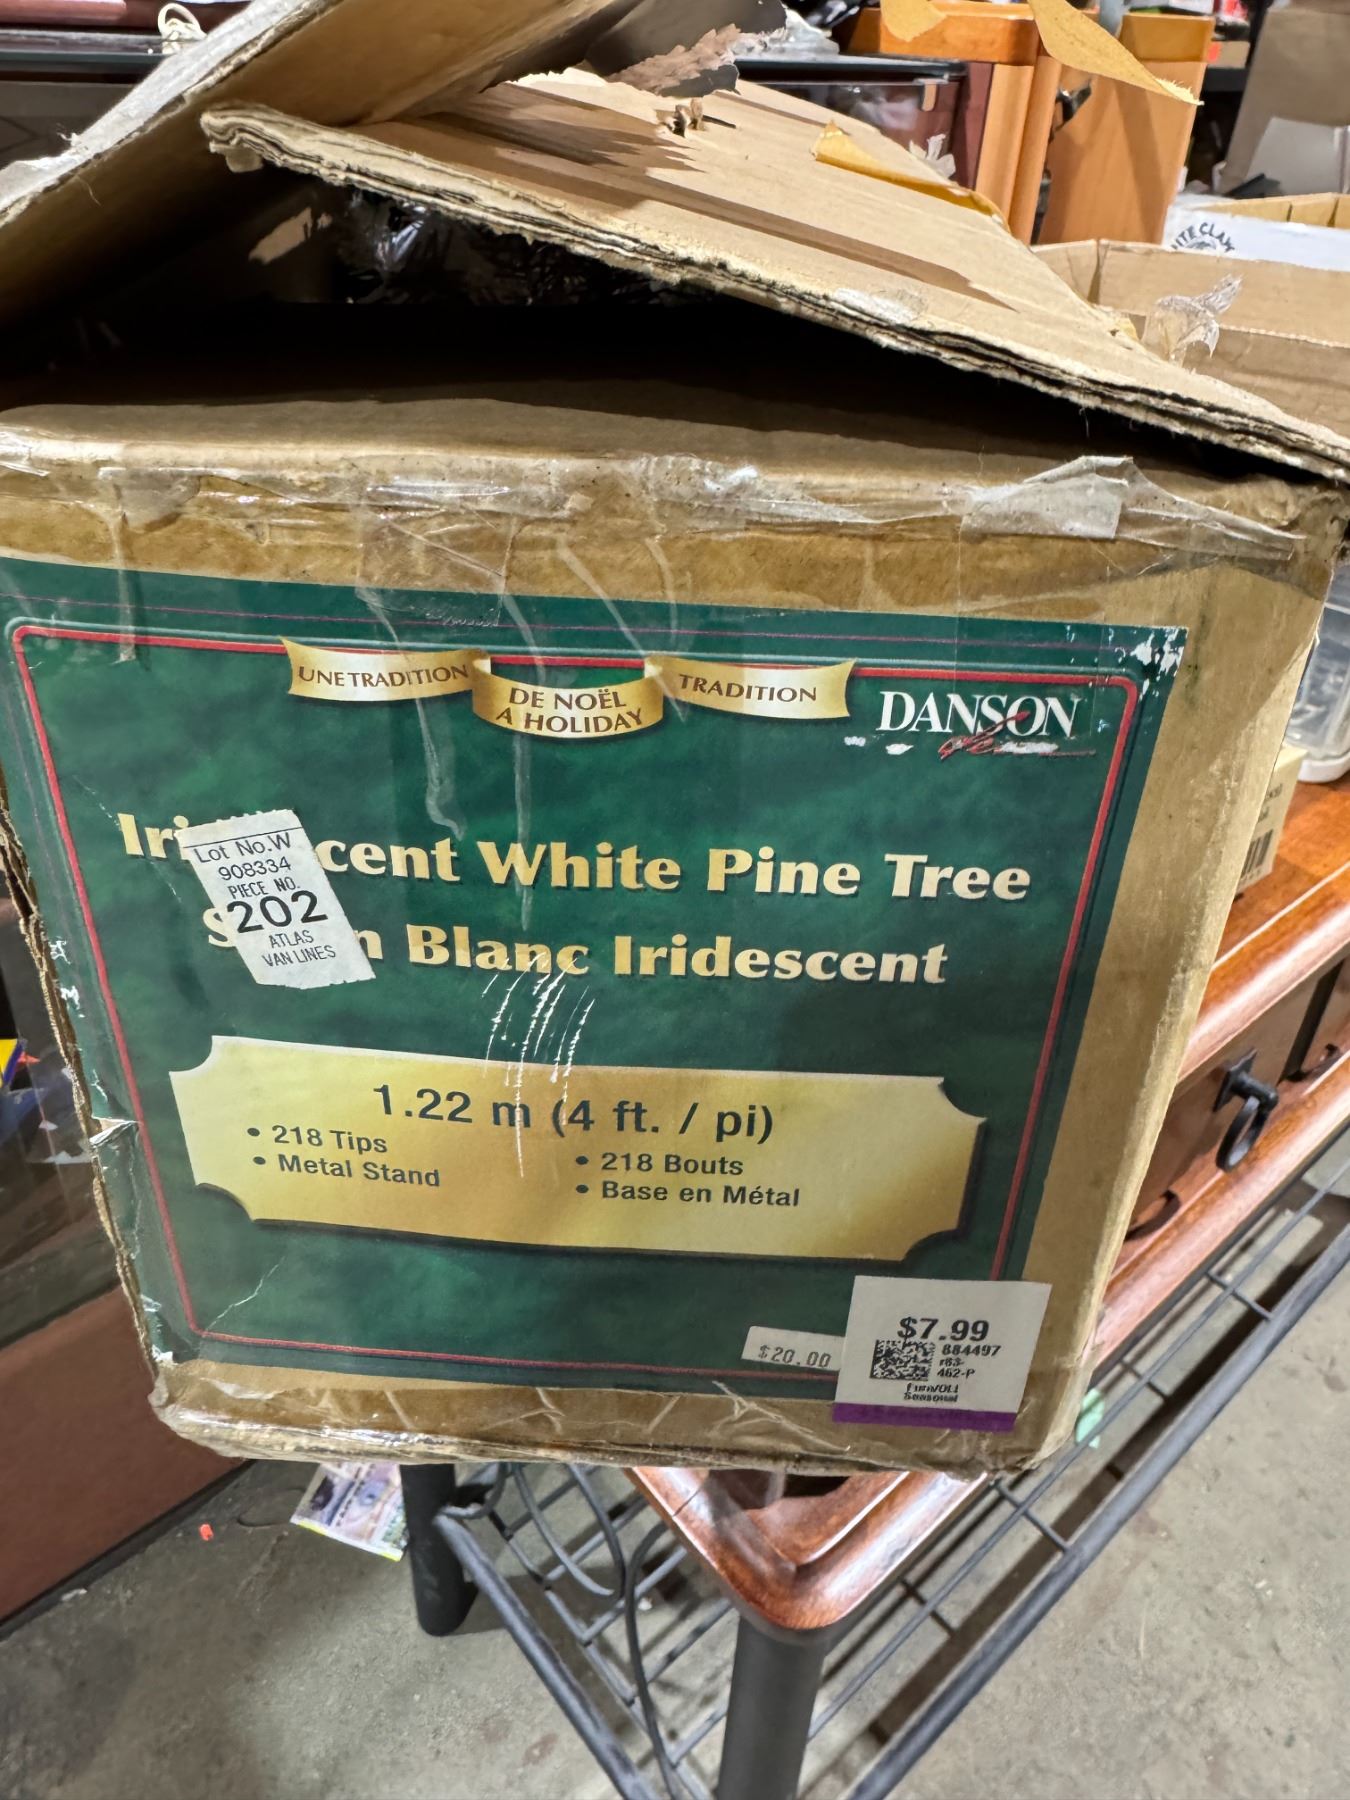 UNE TRADITION
DE NOËL
A HOLIDAY
TRADITION
DANSON
Lot No. W
908334
PIECE NO.
202
ATLAS
VAN LINES
White Pine Tree
Blanc Iridescent
1.22 m (4 ft. / pi)
• 218 Tips
• Metal Stand
• 218 Bouts
• Base en Métal
$20.00
$7.99
884497
462-P
Seasonal